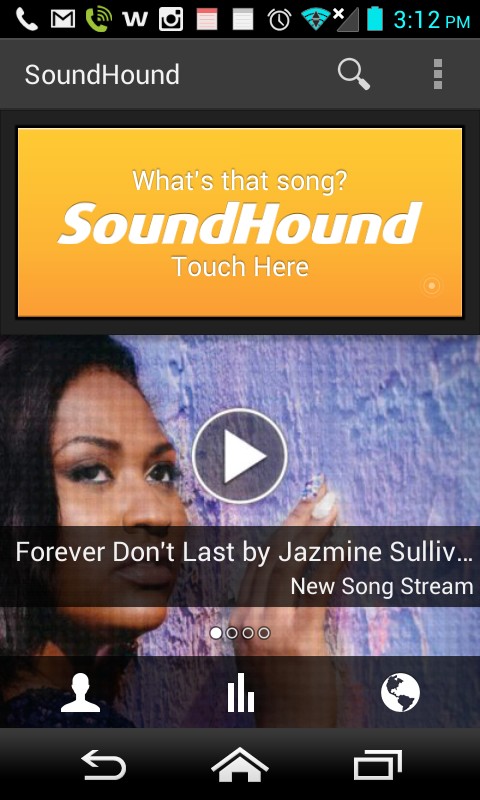 3:12 PM
SoundHound
What's that song?
SoundHound
Touch Here
Forever Don't Last by Jazmine Sulliv...
New Song Stream